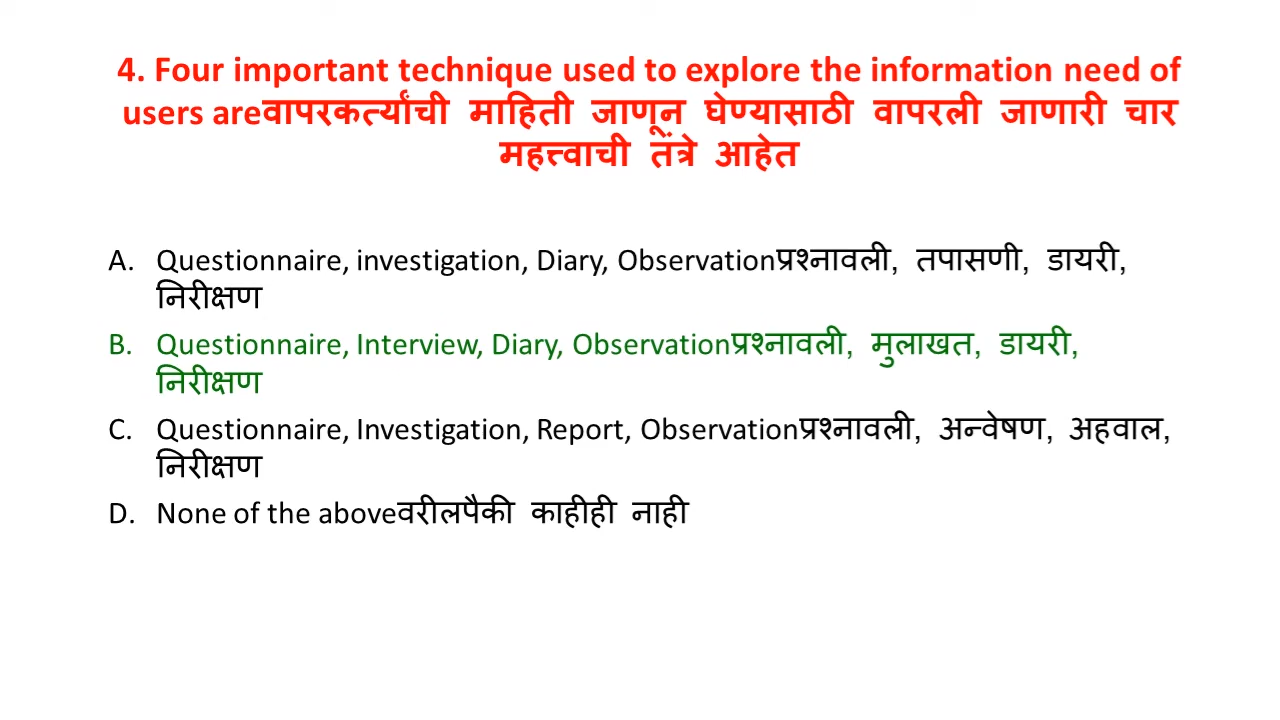 4. Four important technique used to explore the information need of
users areवापरकर्त्यांची माहिती जाणून घेण्यासाठी वापरली जाणारी चार
महत्त्वाची तंत्रे आहेत
A. Questionnaire, investigation, Diary, Observationप्रश्नावली, तपासणी, डायरी,
निरीक्षण
B. Questionnaire, Interview, Diary, Observationप्रश्नावली, मुलाखत, डायरी,
निरीक्षण
C. Questionnaire, Investigation, Report, Observationप्रश्नावली, अन्वेषण, अहवाल,
निरीक्षण
D. None of the aboveवरीलपैकी काहीही नाही